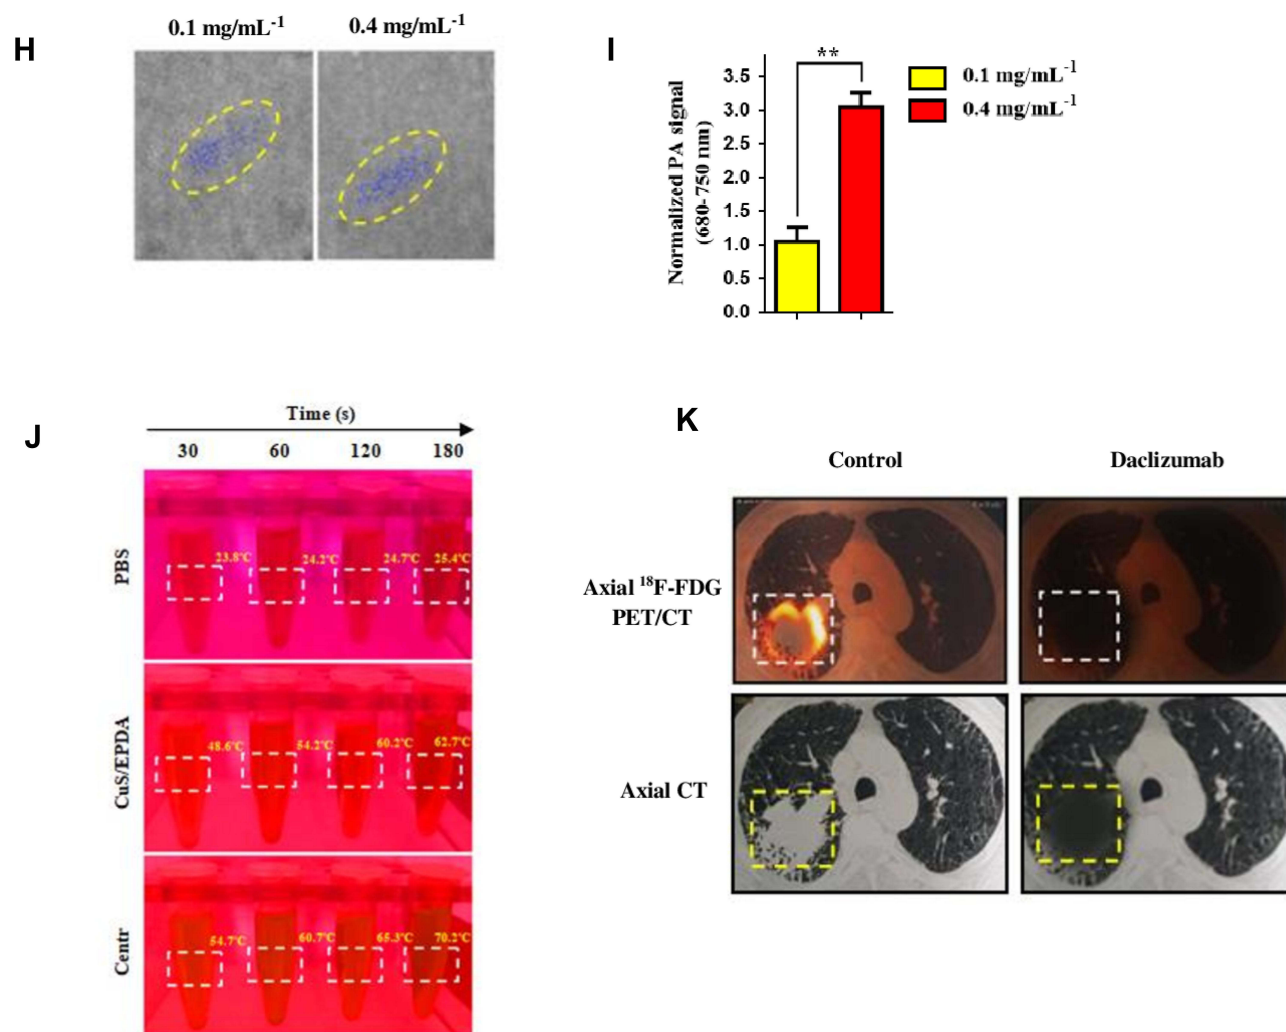 H
0.1 mg/mL-1
0.4 mg/mL-1
I
**
Normalized PA signal
(680-750 nm)
3.5
3.0
2.5
2.0
1.5
1.0
0.5
0.0
0.1 mg/mL-1
0.4 mg/mL-1
J
Time (s)
30 60 120 180
PBS
23.8°C 24.2°C 24.7°C 25.4°C
CuS/EPDA
48.6°C 54.2°C 60.2°C 62.7°C
Centr
54.7°C 60.7°C 65.3°C 70.2°C
K
Control Daclizumab
Axial 18F-FDG
PET/CT
Axial CT